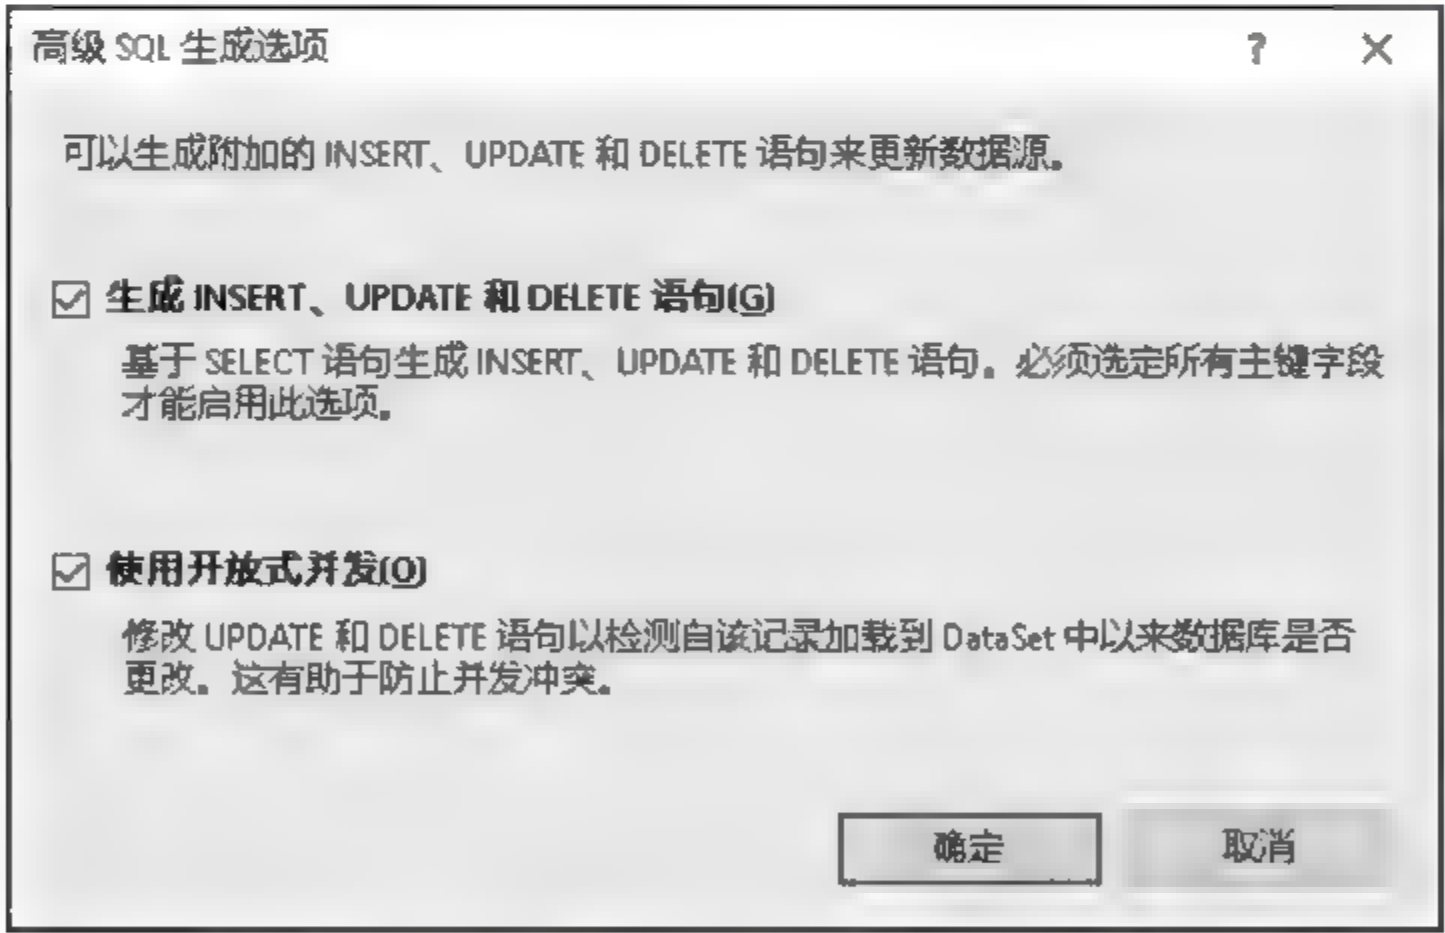 高级 SQL 生成选项
? ×
可以生成附加的 INSERT、UPDATE 和 DELETE 语句来更新数据源。
生成 INSERT、UPDATE 和 DELETE 语句(G)
基于 SELECT 语句生成 INSERT、UPDATE 和 DELETE 语句。必须选定所有主键字段
才能启用此选项。
使用开放式并发(O)
修改 UPDATE 和 DELETE 语句以检测自该记录加载到 DataSet 中以来数据库是否
更改。这有助于防止并发冲突。
确定 取消